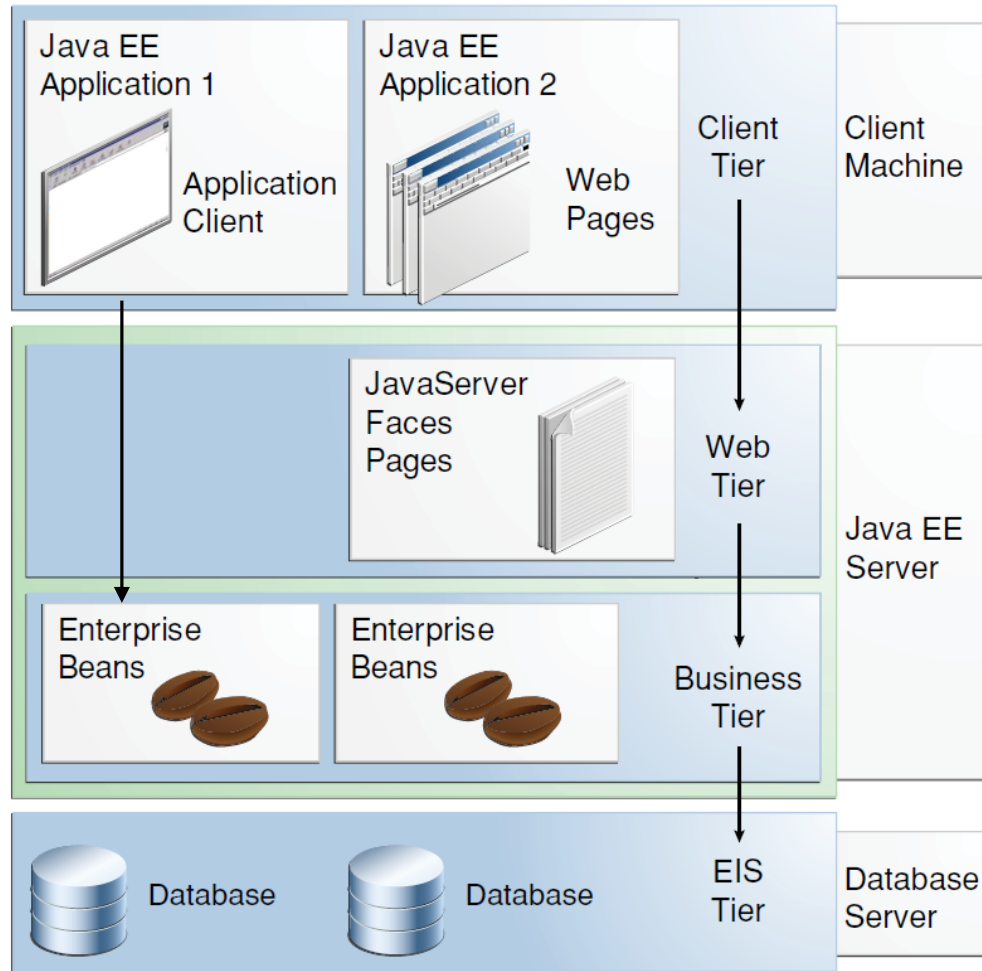 Java EE
Application 1
Application
Client
Java EE
Application 2
Web
Pages
Client
Tier
Client
Machine
JavaServer
Faces
Pages
Web
Tier
Java EE
Server
Enterprise
Beans
Enterprise
Beans
Business
Tier
Database
Database
EIS
Tier
Database
Server